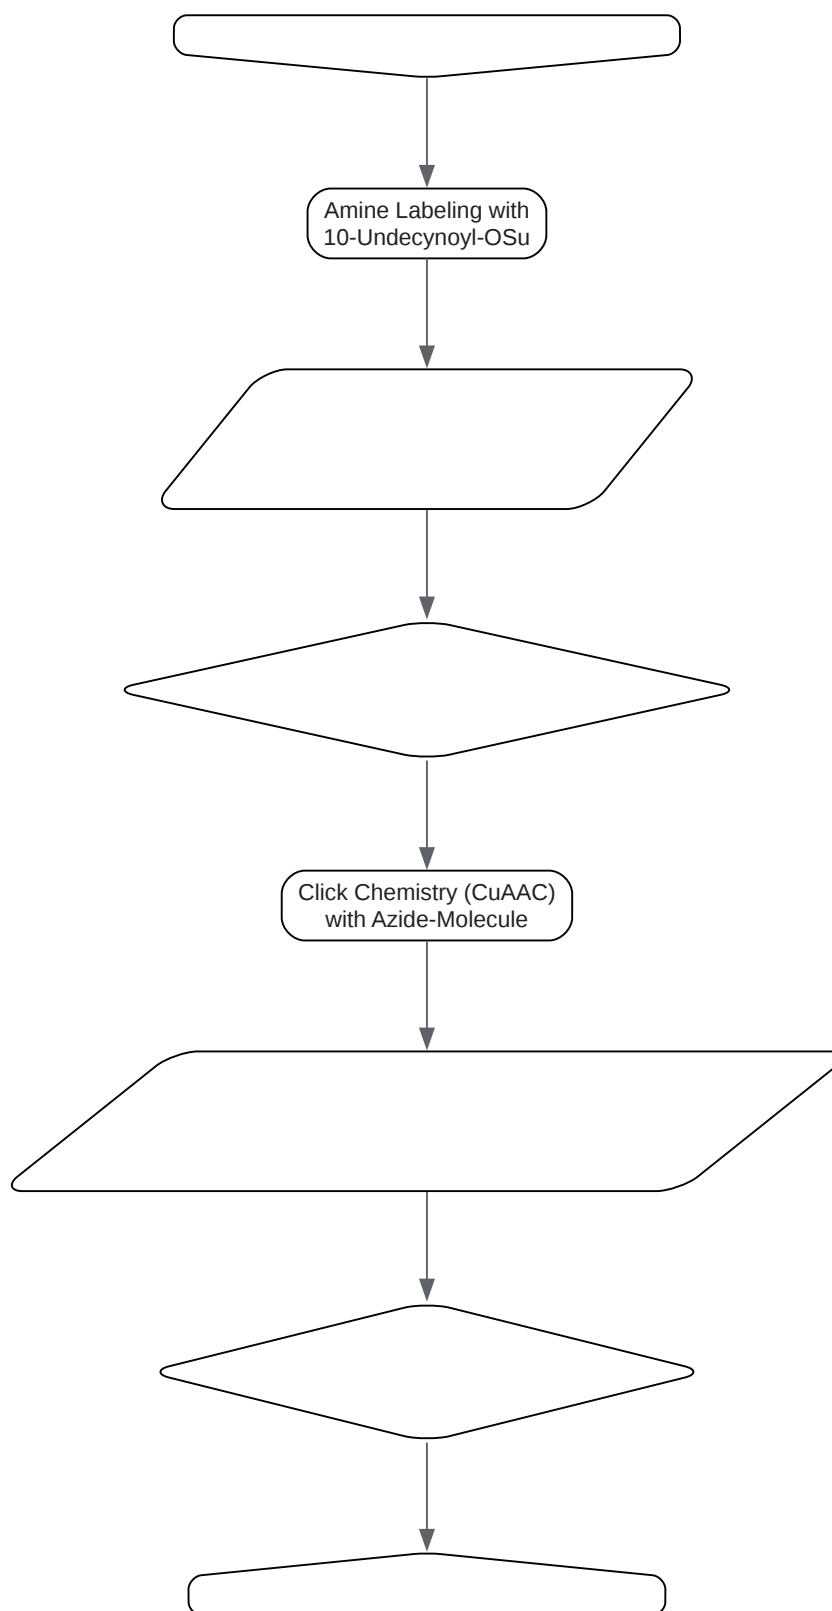 Amine Labeling with
10-Undecynoyl-OSu
Click Chemistry (CuAAC)
with Azide-Molecule